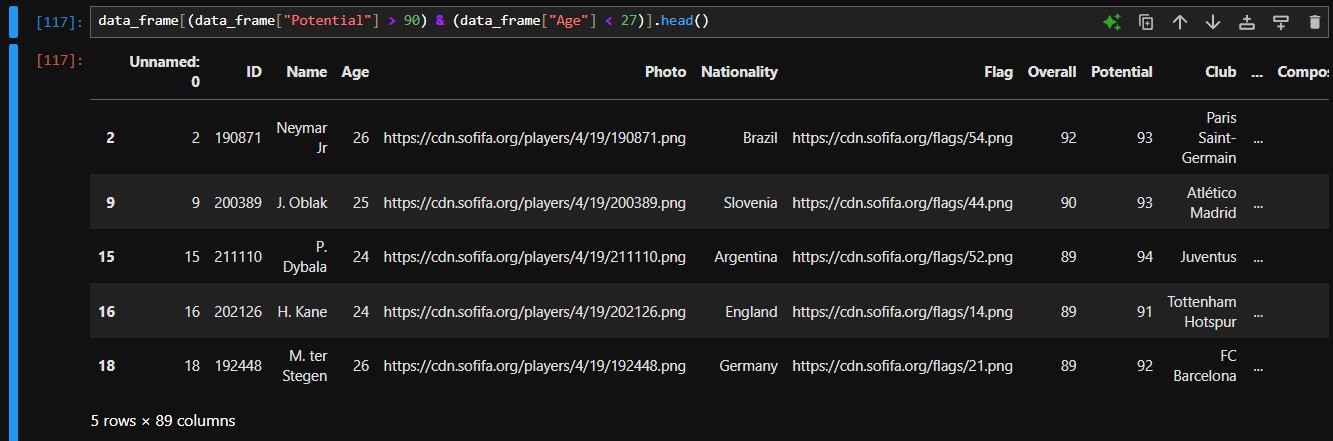 [117]: data_frame[(data_frame["Potential"] > 90) & (data_frame["Age"] < 27)].head()
[117]: Unnamed: 0 ID Name Age Photo Nationality Flag Overall Potential Club ... Compos
2 2 190871 Neymar Jr 26 https://cdn.sofifa.org/players/4/19/190871.png Brazil https://cdn.sofifa.org/flags/54.png 92 93 Paris Saint-Germain ...
9 9 200389 J. Oblak 25 https://cdn.sofifa.org/players/4/19/200389.png Slovenia https://cdn.sofifa.org/flags/44.png 90 93 Atlético Madrid ...
15 15 211110 P. Dybala 24 https://cdn.sofifa.org/players/4/19/211110.png Argentina https://cdn.sofifa.org/flags/52.png 89 94 Juventus ...
16 16 202126 H. Kane 24 https://cdn.sofifa.org/players/4/19/202126.png England https://cdn.sofifa.org/flags/14.png 89 91 Tottenham Hotspur ...
18 18 192448 M. ter Stegen 26 https://cdn.sofifa.org/players/4/19/192448.png Germany https://cdn.sofifa.org/flags/21.png 89 92 FC Barcelona ...
5 rows × 89 columns